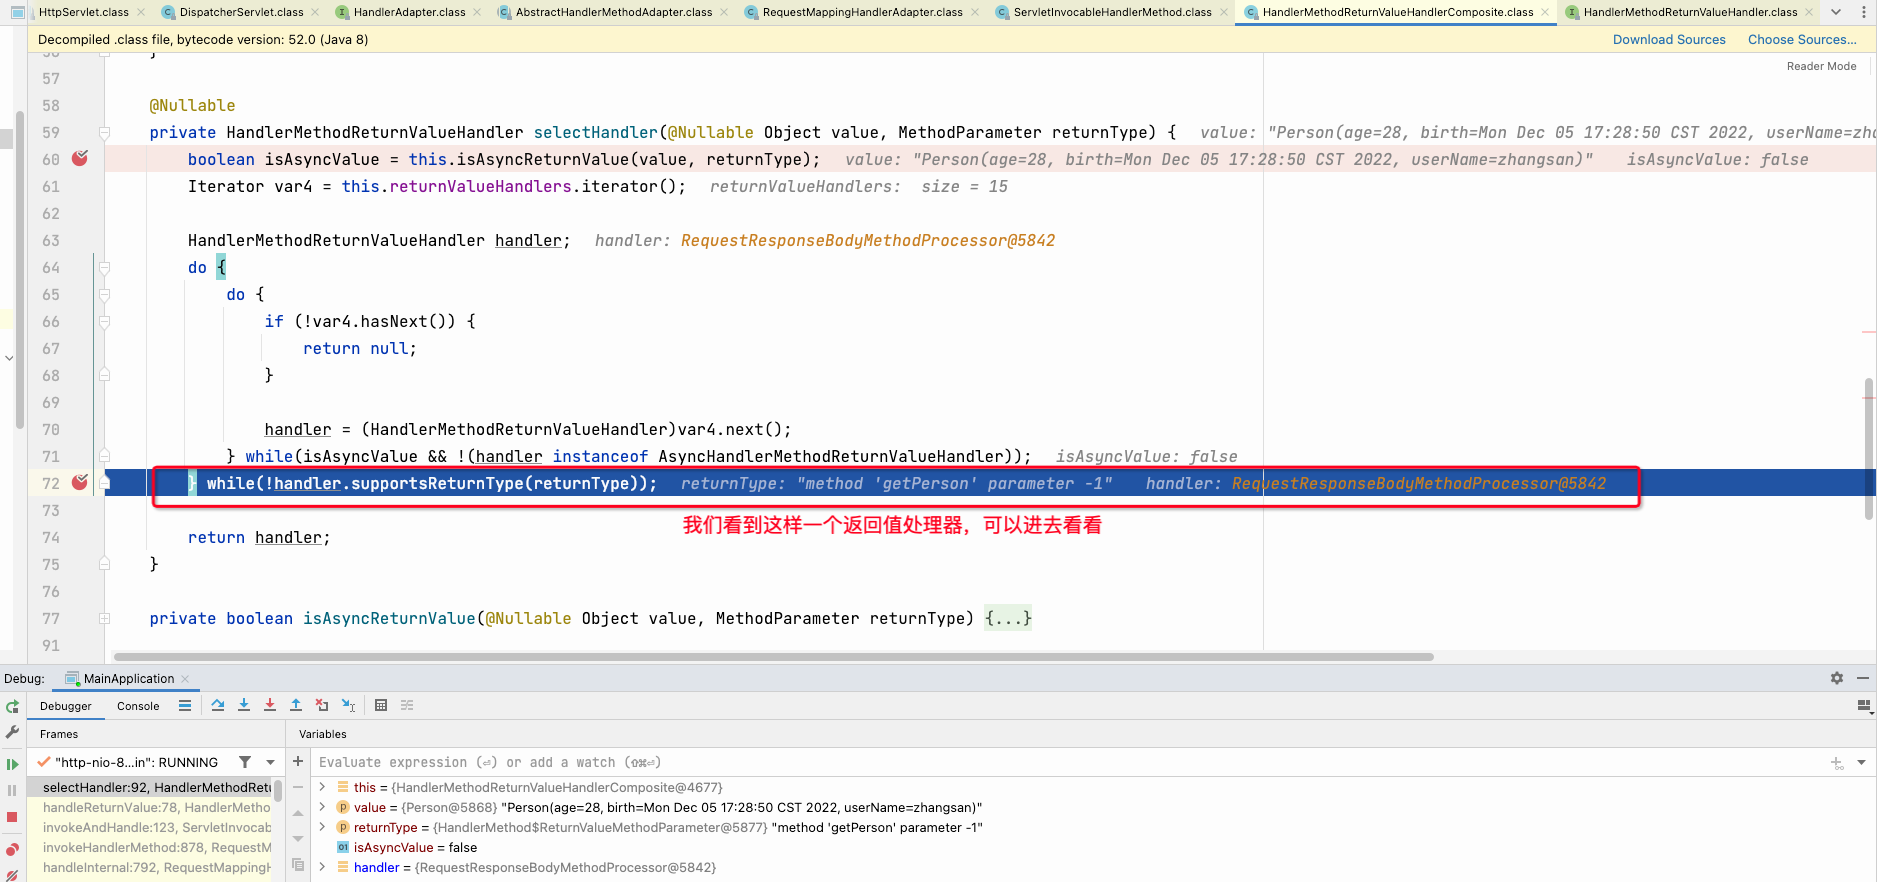 HttpServlet.class DispatcherServlet.class HandlerAdapter.class AbstractHandlerMethodAdapter.class RequestMappingHandlerAdapter.class ServletInvocableHandlerMethod.class HandlerMethodReturnValueHandlerComposite.class HandlerMethodReturnValueHandler.class
Decompiled .class file, bytecode version: 52.0 (Java 8) Download Sources Choose Sources...
Reader Mode
56 }
57
58 @Nullable
59 private HandlerMethodReturnValueHandler selectHandler(@Nullable Object value, MethodParameter returnType) { value: "Person(age=28, birth=Mon Dec 05 17:28:50 CST 2022, userName=zha
60 boolean isAsyncValue = this.isAsyncReturnValue(value, returnType); value: "Person(age=28, birth=Mon Dec 05 17:28:50 CST 2022, userName=zhangsan)" isAsyncValue: false
61 Iterator var4 = this.returnValueHandlers.iterator(); returnValueHandlers: size = 15
62
63 HandlerMethodReturnValueHandler handler; handler: RequestResponseBodyMethodProcessor@5842
64 do {
65 do {
66 if (!var4.hasNext()) {
67 return null;
68 }
69
70 handler = (HandlerMethodReturnValueHandler)var4.next();
71 } while(isAsyncValue && !(handler instanceof AsyncHandlerMethodReturnValueHandler)); isAsyncValue: false
72 } while(!handler.supportsReturnType(returnType)); returnType: "method 'getPerson' parameter -1" handler: RequestResponseBodyMethodProcessor@5842
73
我们看到这样一个返回值处理器，可以进去看看
74 return handler;
75 }
76
77 private boolean isAsyncReturnValue(@Nullable Object value, MethodParameter returnType) {...}
91
Debug: MainApplication
Debugger Console
Frames Variables
"http-nio-8...in": RUNNING Evaluate expression (⏎) or add a watch (⇧⌘⏎)
selectHandler:92, HandlerMethodRetu this = {HandlerMethodReturnValueHandlerComposite@4677}
handleReturnValue:78, HandlerMetho value = {Person@5868} "Person(age=28, birth=Mon Dec 05 17:28:50 CST 2022, userName=zhangsan)"
invokeAndHandle:123, ServletInvocab returnType = {HandlerMethod$ReturnValueMethodParameter@5877} "method 'getPerson' parameter -1"
invokeHandlerMethod:878, RequestM isAsyncValue = false
handleInternal:792, RequestMappingH handler = {RequestResponseBodyMethodProcessor@5842}